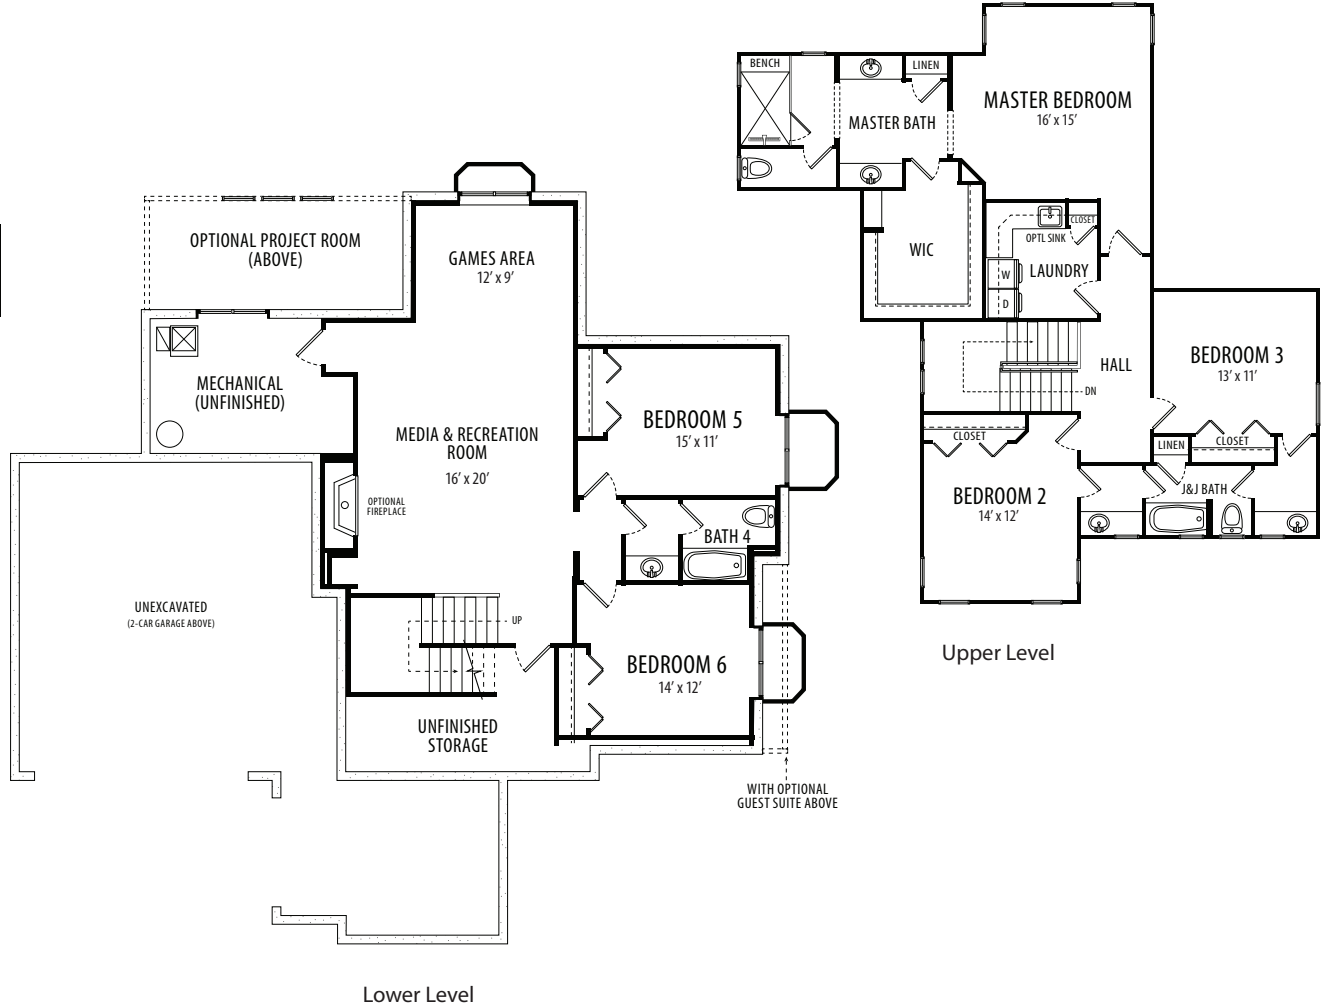 OPTIONAL PROJECT ROOM
(ABOVE)
GAMES AREA
12' x 9'
MECHANICAL
(UNFINISHED)
MEDIA & RECREATION
ROOM
16' x 20'
OPTIONAL
FIREPLACE
BEDROOM 5
15' x 11'
BATH 4
UNEXCAVATED
(2-CAR GARAGE ABOVE)
UP
BEDROOM 6
14' x 12'
UNFINISHED
STORAGE
WITH OPTIONAL
GUEST SUITE ABOVE
Lower Level
BENCH
LINEN
MASTER BATH
MASTER BEDROOM
16' x 15'
WIC
CLOSET
OPTL SINK
LAUNDRY
W
D
HALL
DN
BEDROOM 3
13' x 11'
CLOSET
LINEN
CLOSET
J&J BATH
BEDROOM 2
14' x 12'
Upper Level